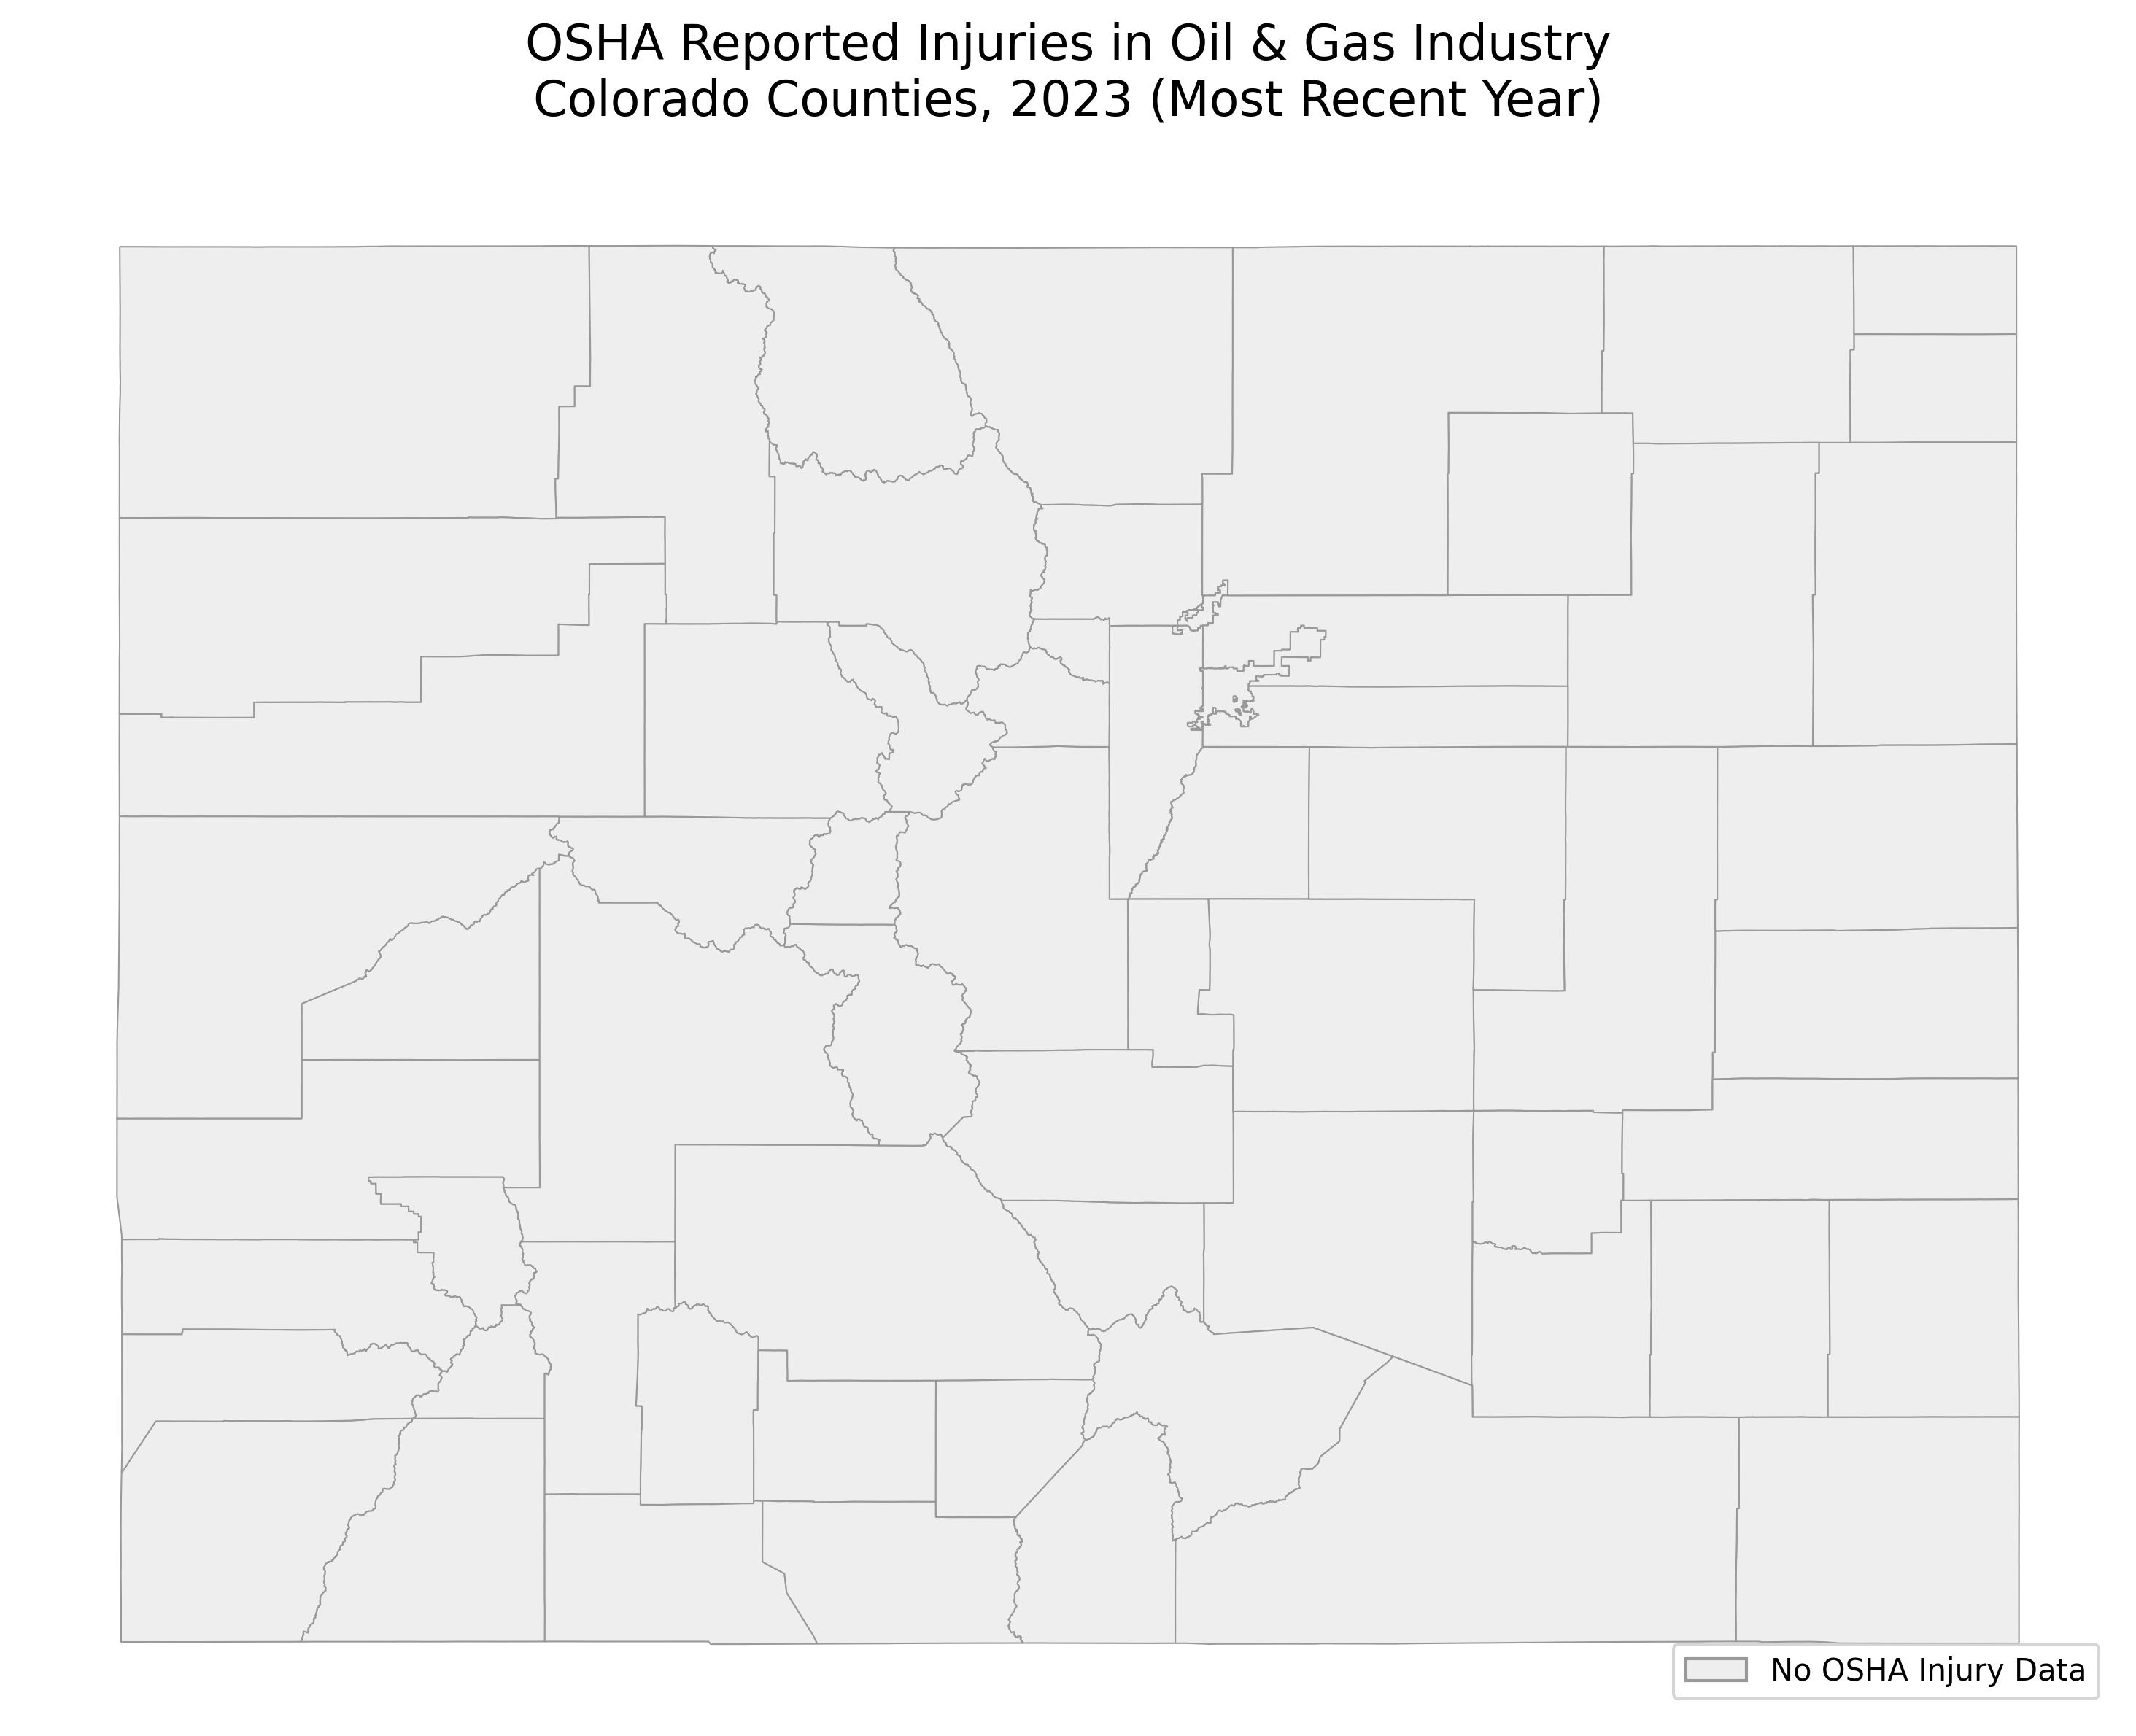 OSHA Reported Injuries in Oil & Gas Industry
Colorado Counties, 2023 (Most Recent Year)
No OSHA Injury Data